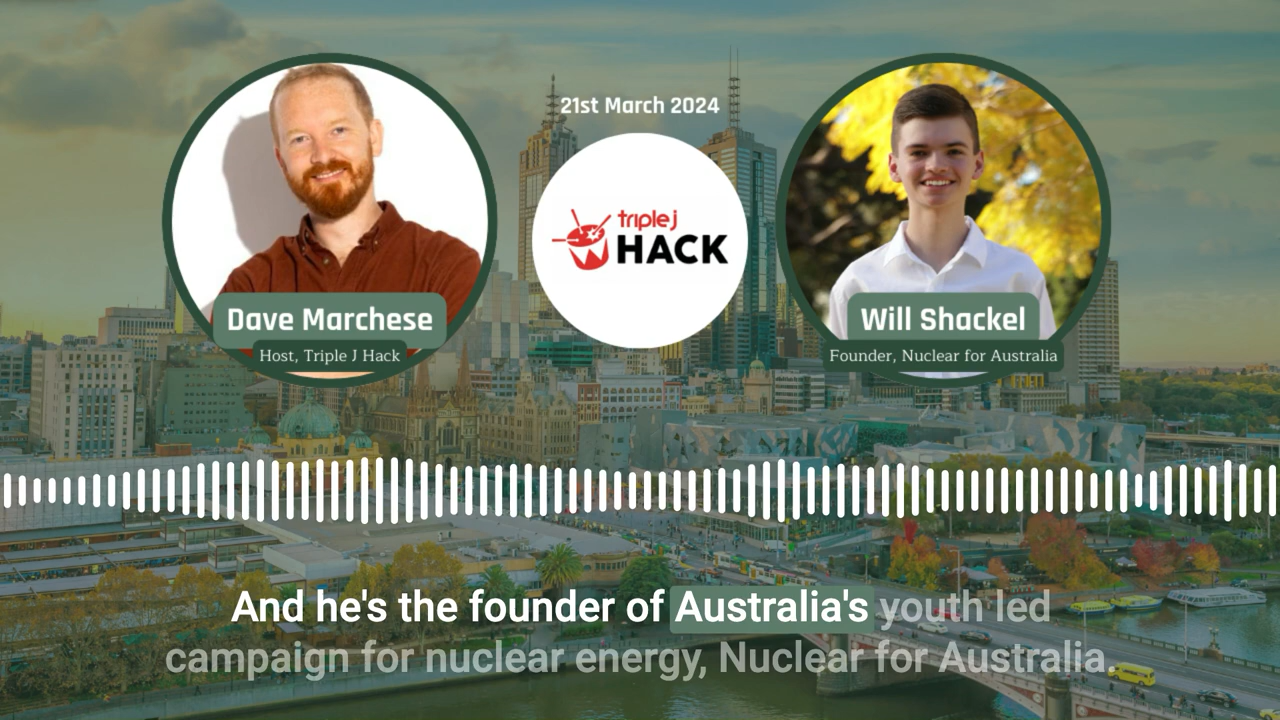 21st March 2024
triple j
HACK
Dave Marchese
Host, Triple J Hack
Will Shackel
Founder, Nuclear for Australia
And he's the founder of Australia's youth led
campaign for nuclear energy, Nuclear for Australia.